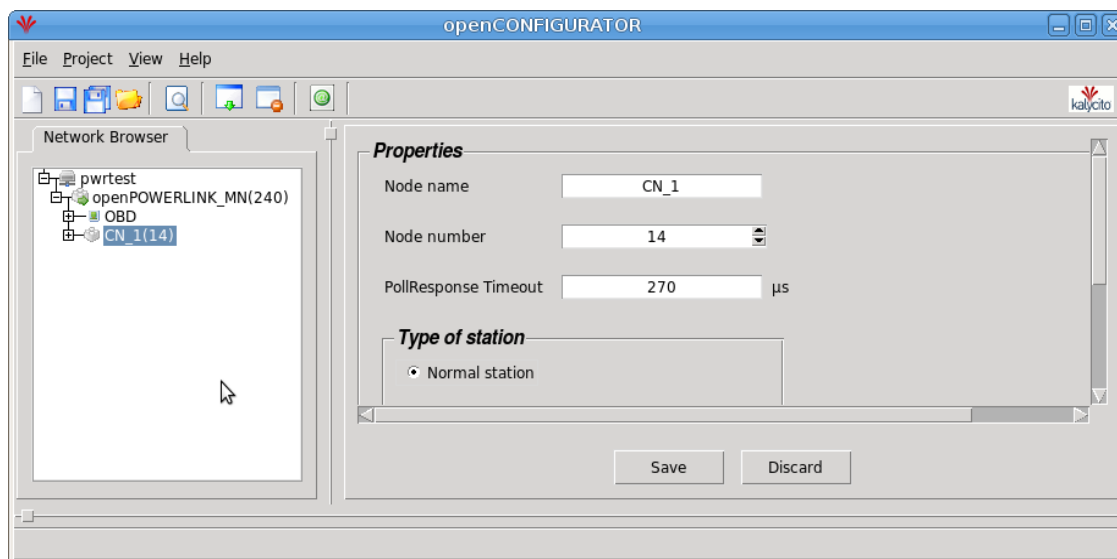 openCONFIGURATOR
File Project View Help
kalycito
Network Browser
pwrtest
openPOWERLINK_MN(240)
OBD
CN_1(14)
Properties
Node name CN_1
Node number 14
PollResponse Timeout 270 µs
Type of station
Normal station
Save Discard